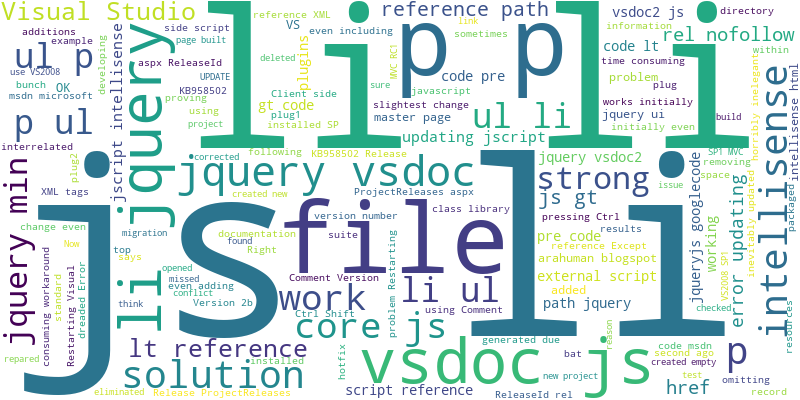 Visual Studio
reference XML
VS
link
reference path
vsdoc2 js
directory
additions
side script
even including
sometimes
information
rel nofollow
ul p
example
page built
plugins
MVC RC1
code lt
within
use VS2008
aspx ReleaseId
deleted
code pre
time consuming
bunch
OK
UPDATE
Client side
sure
javascript
problem
plug
msdn microsoft
KB958502
gt code
slightest change
works initially
build
p ul
developing
proving
using
plug1
master page
ul li
jquery ui
initially even
interrelated
project
installed SP
updating jscript
jscript intellisense
jquery
li p p li
intellisense
horribly inelegant
intellisense html
jquery min
plug2
corrected
following
KB958502 Release
jquery vsdoc2
SP1 MVC
removing
XML tags
jquery vsdoc
created new
ProjectReleases aspx
strong
js gt
space
issue
change even
migration
documentation
version number
class library
pressing Ctrl
results
working
Now
top
found
Right
suite
pre code
arahuman blogspot
jqueryjs googlecode
says
js
file
li
reference Except
standard
consuming workaround
Restarting Visual
dreaded Error
opened
missed
even adding
Comment Version
external script
VS2008 SP1
inevitably updated
packaged
conflict
work
li ul
added
error updating
think
Version 2b
Ctrl Shift
problem Restarting
using Comment
path jquery
checked
resources
li
core js
lt reference
generated due
reason
code msdn
p
installed
hotfix
vsdoc js
bat
second ago
created empty
omitting
repared
solution
new project
test
href
record
eliminated
Release ProjectReleases
script reference
ReleaseId rel